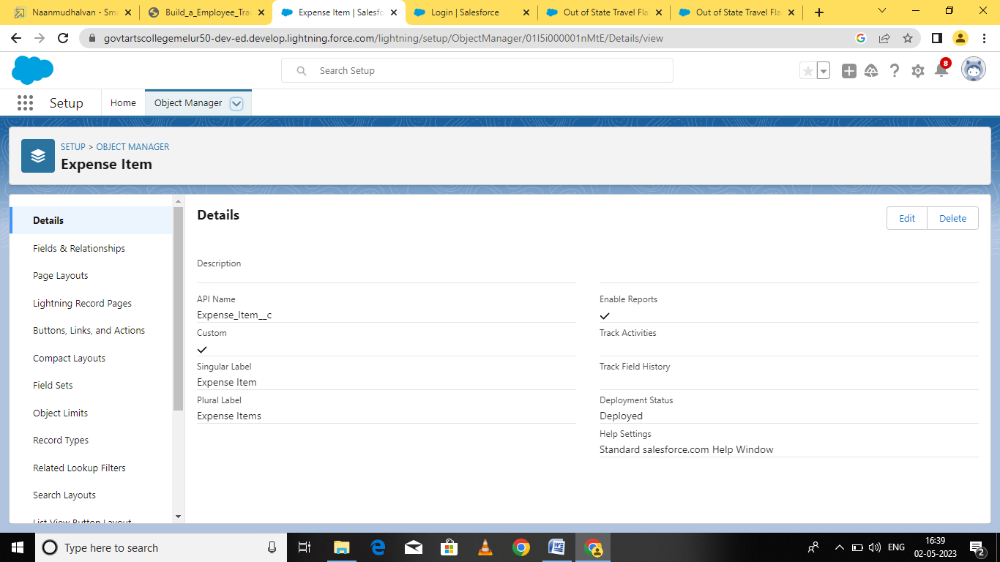 Naanmudhalvan - Sma
Build_a_Employee_Tra
Expense Item | Salesfo
Login | Salesforce
Out of State Travel Fla
Out of State Travel Fla
govtartscollegemelur50-dev-ed.develop.lightning.force.com/lightning/setup/ObjectManager/01I5i000001nMtE/Details/view
Search Setup
8
Setup
Home
Object Manager
SETUP > OBJECT MANAGER
Expense Item
Details
Fields & Relationships
Page Layouts
Lightning Record Pages
Buttons, Links, and Actions
Compact Layouts
Field Sets
Object Limits
Record Types
Related Lookup Filters
Search Layouts
List View Button Layout
Details
Edit
Delete
Description
API Name
Expense_Item__c
Custom
Singular Label
Expense Item
Plural Label
Expense Items
Enable Reports
Track Activities
Track Field History
Deployment Status
Deployed
Help Settings
Standard salesforce.com Help Window
Type here to search
ENG
16:39
02-05-2023
2